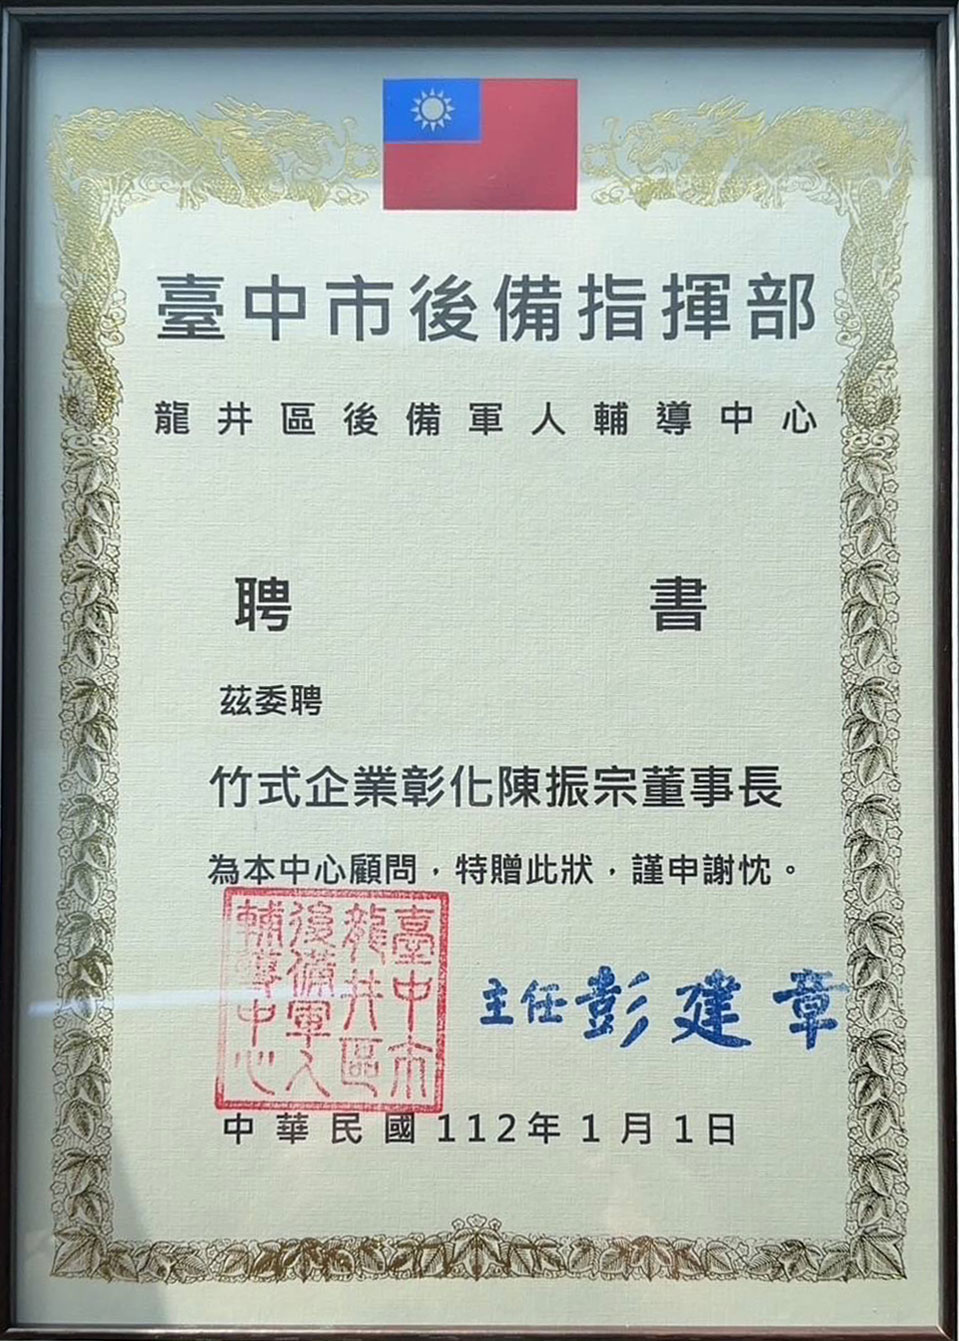 臺中市後備指揮部
龍井區後備軍人輔導中心
聘書
茲委聘
竹式企業彰化陳振宗董事長
為本中心顧問，特贈此狀，謹申謝忱。
臺中市
龍井區
後備軍人
輔導中心
主任彭建章
中華民國112年1月1日